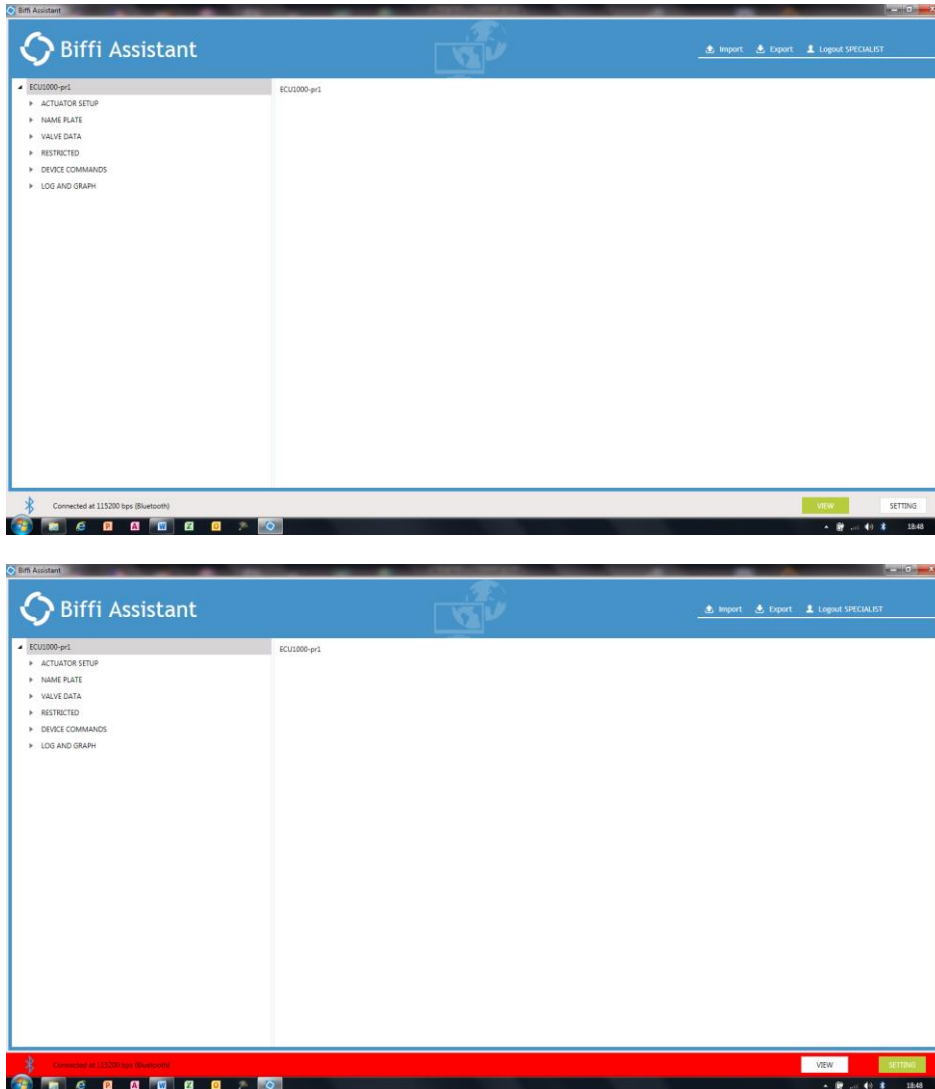 Biffi Assistant
Biffi Assistant
Import Export Logout SPECIALIST
ECU1000-pr1
ECU1000-pr1
ACTUATOR SETUP
NAME PLATE
VALVE DATA
RESTRICTED
DEVICE COMMANDS
LOG AND GRAPH
Connected at 115200 bps (Bluetooth)
VIEW
SETTING
18:48
Biffi Assistant
Biffi Assistant
Import Export Logout SPECIALIST
ECU1000-pr1
ECU1000-pr1
ACTUATOR SETUP
NAME PLATE
VALVE DATA
RESTRICTED
DEVICE COMMANDS
LOG AND GRAPH
Connected at 115200 bps (Bluetooth)
VIEW
SETTING
18:48